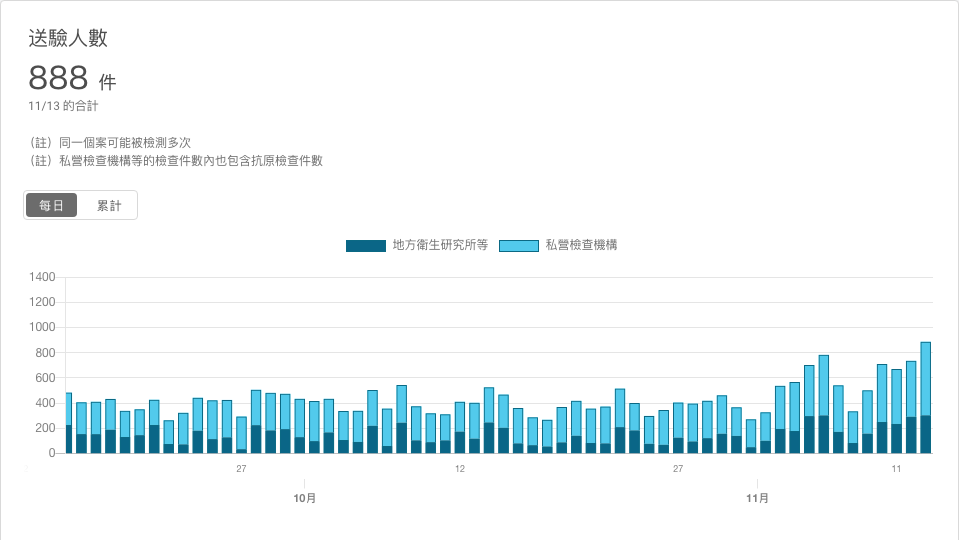 送驗人數
888 件
11/13 的合計
（註）同一個案可能被檢測多次
（註）私營檢查機構等的檢查件數內也包含抗原檢查件數
每日 累計
地方衛生研究所等 私營檢查機構
1400
1200
1000
800
600
400
200
0
27 12 27 11
10月 11月